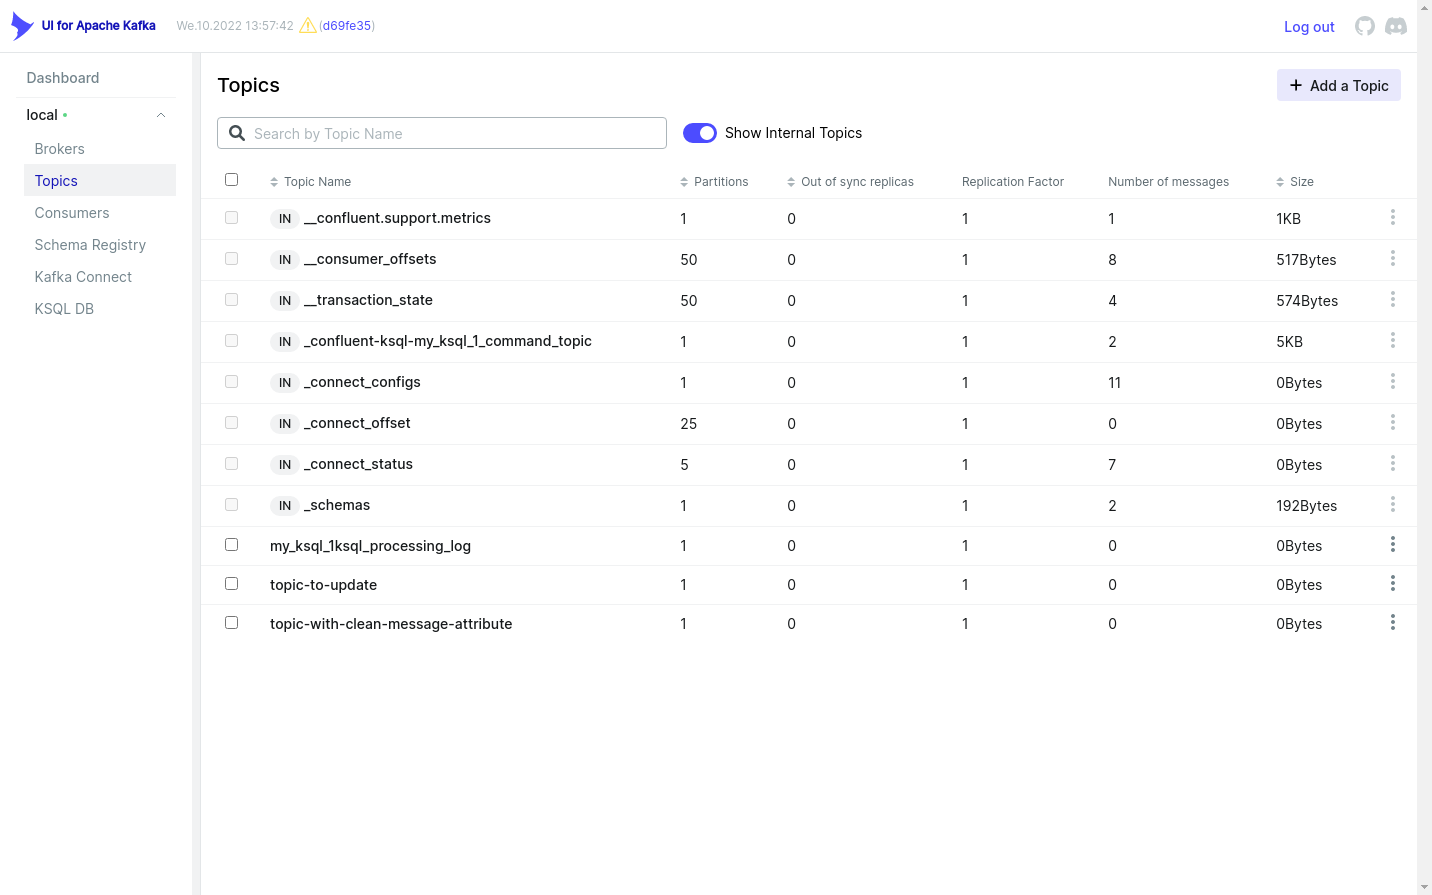 UI for Apache Kafka We.10.2022 13:57:42 (d69fe35) Log out
Dashboard
local
Brokers
Topics
Consumers
Schema Registry
Kafka Connect
KSQL DB
Topics + Add a Topic
Search by Topic Name Show Internal Topics
Topic Name Partitions Out of sync replicas Replication Factor Number of messages Size
IN __confluent.support.metrics 1 0 1 1 1KB
IN __consumer_offsets 50 0 1 8 517Bytes
IN __transaction_state 50 0 1 4 574Bytes
IN _confluent-ksql-my_ksql_1_command_topic 1 0 1 2 5KB
IN _connect_configs 1 0 1 11 0Bytes
IN _connect_offset 25 0 1 0 0Bytes
IN _connect_status 5 0 1 7 0Bytes
IN _schemas 1 0 1 2 192Bytes
my_ksql_1ksql_processing_log 1 0 1 0 0Bytes
topic-to-update 1 0 1 0 0Bytes
topic-with-clean-message-attribute 1 0 1 0 0Bytes